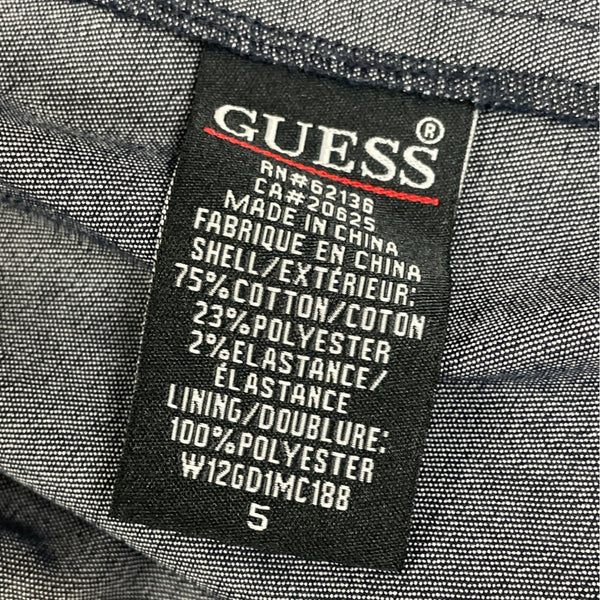 GUESS®
RN#62136
CA#20625
MADE IN CHINA
FABRIQUE EN CHINA
SHELL/EXTÉRIEUR:
75%COTTON/COTON
23%POLYESTER
2%ELASTANCE/
ÉLASTANCE
LINING/DOUBLURE:
100%POLYESTER
W12GD1MC18B
5